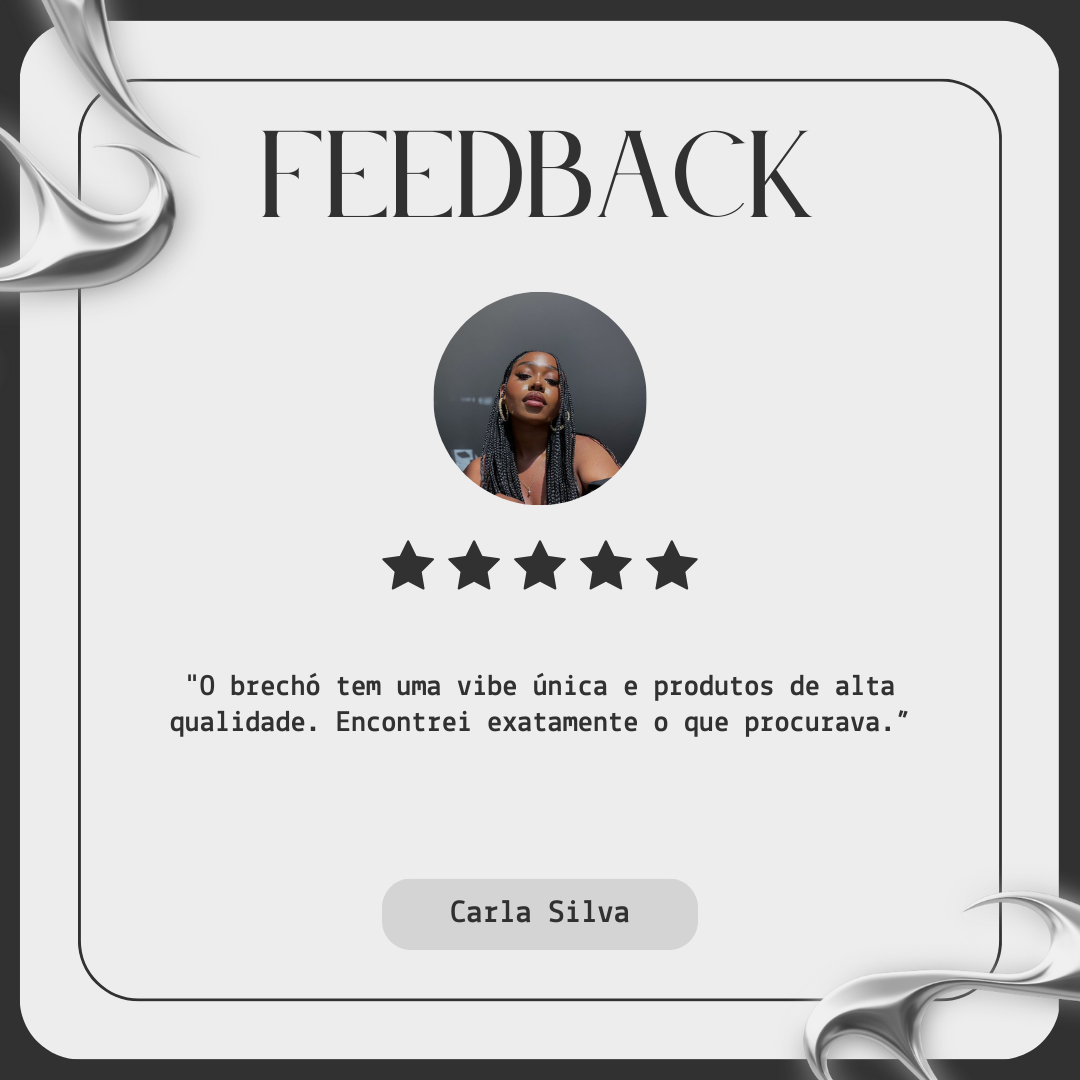 FEEDBACK
"O brechó tem uma vibe única e produtos de alta
qualidade. Encontrei exatamente o que procurava.”
Carla Silva